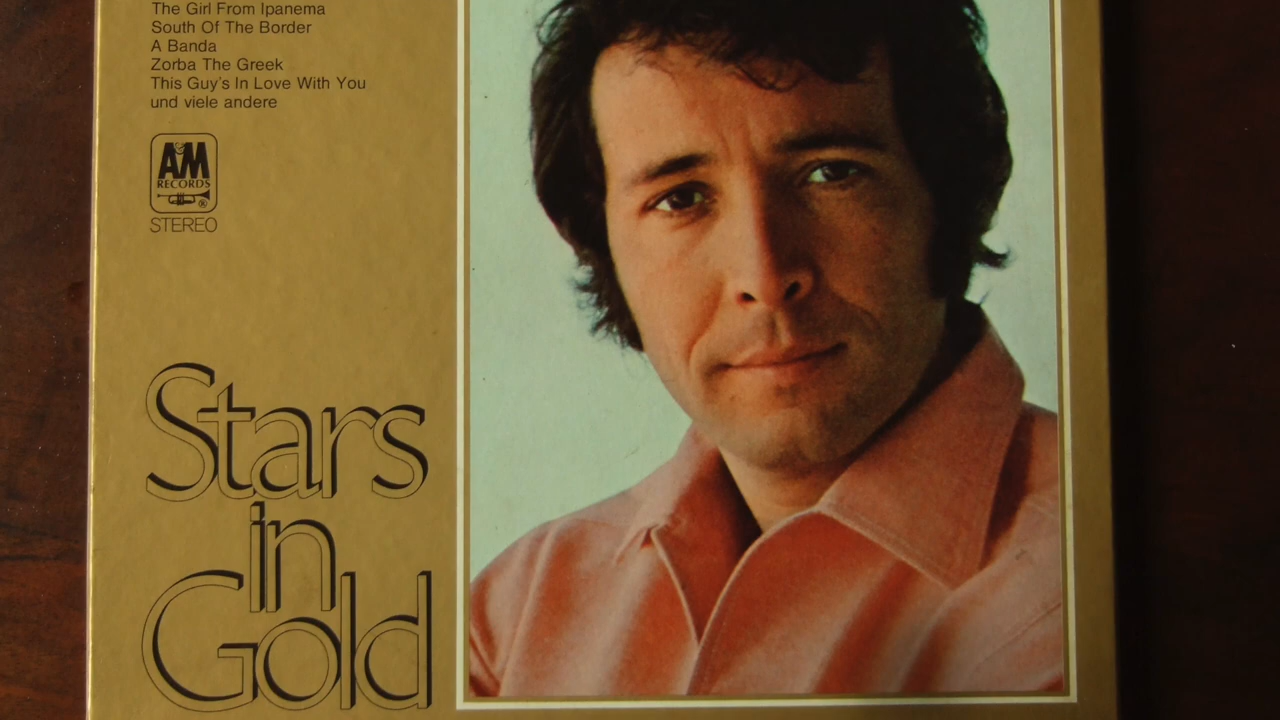 The Girl From Ipanema
South Of The Border
A Banda
Zorba The Greek
This Guy's In Love With You
und viele andere
A&M
RECORDS
®
STEREO
Stars
in
Gold